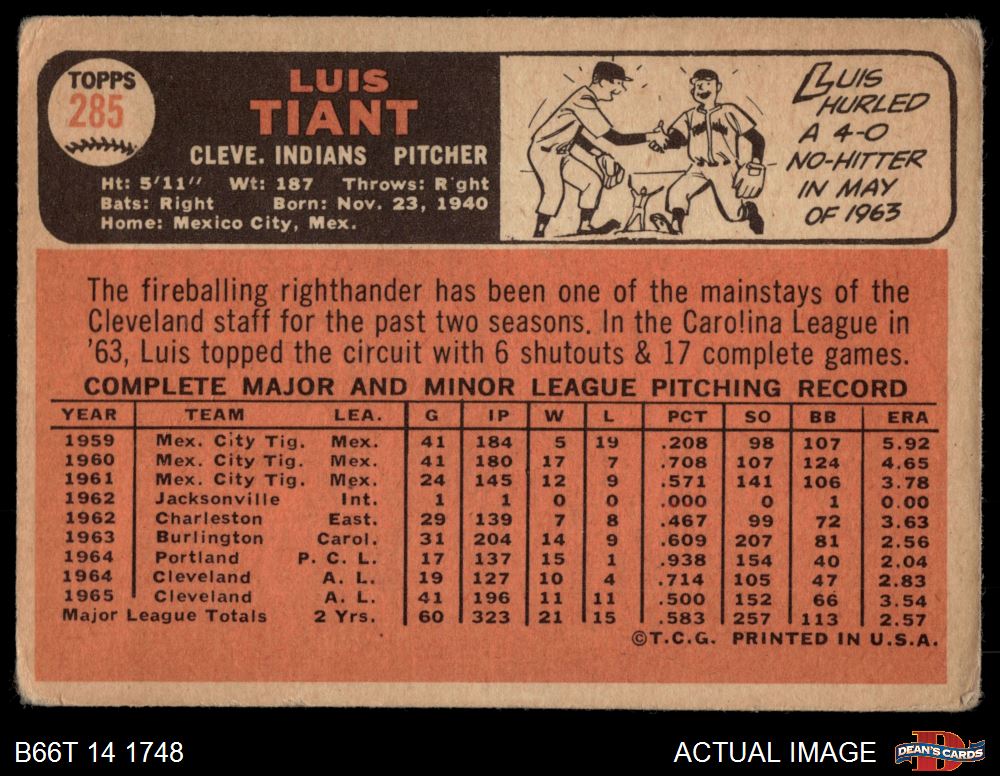 TOPPS
285
LUIS
TIANT
CLEVE. INDIANS PITCHER
Ht: 5'11" Wt: 187 Throws: R'ght
Bats: Right Born: Nov. 23, 1940
Home: Mexico City, Mex.
LUIS
HURLED
A 4-0
NO-HITTER
IN MAY
OF 1963
The fireballing righthander has been one of the mainstays of the
Cleveland staff for the past two seasons. In the Carolina League in
'63, Luis topped the circuit with 6 shutouts & 17 complete games.
COMPLETE MAJOR AND MINOR LEAGUE PITCHING RECORD
YEAR TEAM LEA. G IP W L PCT SO BB ERA
1959 Mex. City Tig. Mex. 41 184 5 19 .208 98 107 5.92
1960 Mex. City Tig. Mex. 41 180 17 7 .708 107 124 4.65
1961 Mex. City Tig. Mex. 24 145 12 9 .571 141 106 3.78
1962 Jacksonville Int. 1 1 0 0 .000 0 1 0.00
1962 Charleston East. 29 139 7 8 .467 99 72 3.63
1963 Burlington Carol. 31 204 14 9 .609 207 81 2.56
1964 Portland P. C. L. 17 137 15 1 .938 154 40 2.04
1964 Cleveland A. L. 19 127 10 4 .714 105 47 2.83
1965 Cleveland A. L. 41 196 11 11 .500 152 66 3.54
Major League Totals 2 Yrs. 60 323 21 15 .583 257 113 2.57
©T.C.G. PRINTED IN U.S.A.
B66T 14 1748
ACTUAL IMAGE
DEAN'S CARDS